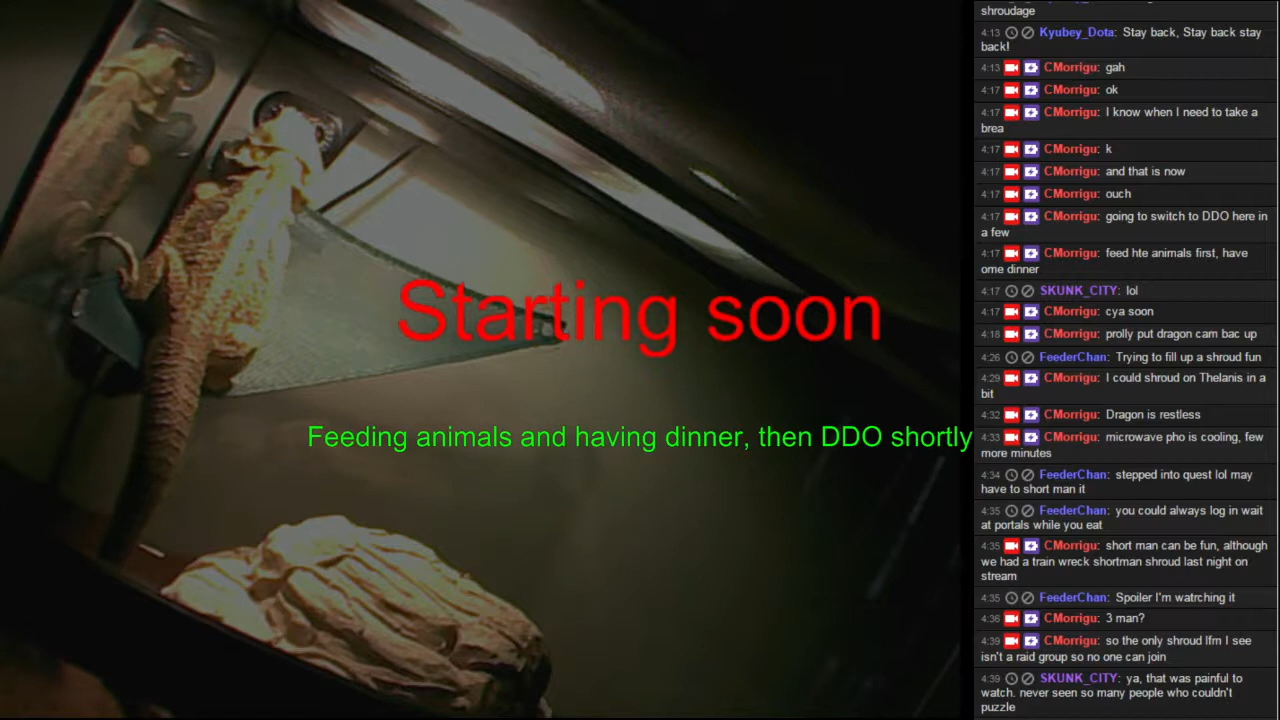 shroudage
4:13 Kyubey_Dota: Stay back, Stay back stay
back!
4:13 CMorrigu: gah
4:17 CMorrigu: ok
4:17 CMorrigu: I know when I need to take a
brea
4:17 CMorrigu: k
4:17 CMorrigu: and that is now
4:17 CMorrigu: ouch
4:17 CMorrigu: going to switch to DDO here in
a few
4:17 CMorrigu: feed hte animals first, have
ome dinner
4:17 SKUNK_CITY: lol
4:17 CMorrigu: cya soon
4:18 CMorrigu: prolly put dragon cam bac up
4:26 FeederChan: Trying to fill up a shroud fun
4:29 CMorrigu: I could shroud on Thelanis in a
bit
4:32 CMorrigu: Dragon is restless
4:33 CMorrigu: microwave pho is cooling, few
more minutes
4:34 FeederChan: stepped into quest lol may
have to short man it
4:35 FeederChan: you could always log in wait
at portals while you eat
4:35 CMorrigu: short man can be fun, although
we had a train wreck shortman shroud last night on
stream
4:35 FeederChan: Spoiler I'm watrching it
4:36 CMorrigu: 3 man?
4:39 CMorrigu: so the only shroud lfm I see
isn't a raid group so no one can join
4:39 SKUNK_CITY: ya, that was painful to
watch. never seen so many people who couldn't
puzzle
Starting soon
Feeding animals and having dinner, then DDO shortly